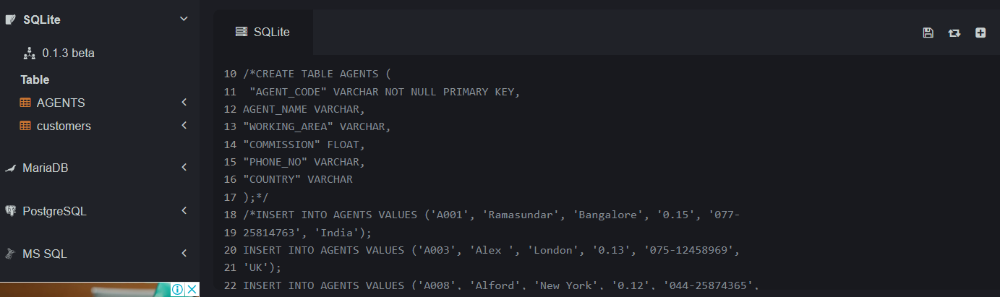 SQLite
0.1.3 beta
Table
AGENTS
customers
MariaDB
PostgreSQL
MS SQL
SQLite
10 /*CREATE TABLE AGENTS (
11  "AGENT_CODE" VARCHAR NOT NULL PRIMARY KEY,
12 AGENT_NAME VARCHAR,
13 "WORKING_AREA" VARCHAR,
14 "COMMISSION" FLOAT,
15 "PHONE_NO" VARCHAR,
16 "COUNTRY" VARCHAR
17 );*/
18 /*INSERT INTO AGENTS VALUES ('A001', 'Ramasundar', 'Bangalore', '0.15', '077-
19 25814763', 'India');
20 INSERT INTO AGENTS VALUES ('A003', 'Alex ', 'London', '0.13', '075-12458969',
21 'UK');
22 INSERT INTO AGENTS VALUES ('A008', 'Alford', 'New York', '0.12', '044-25874365',